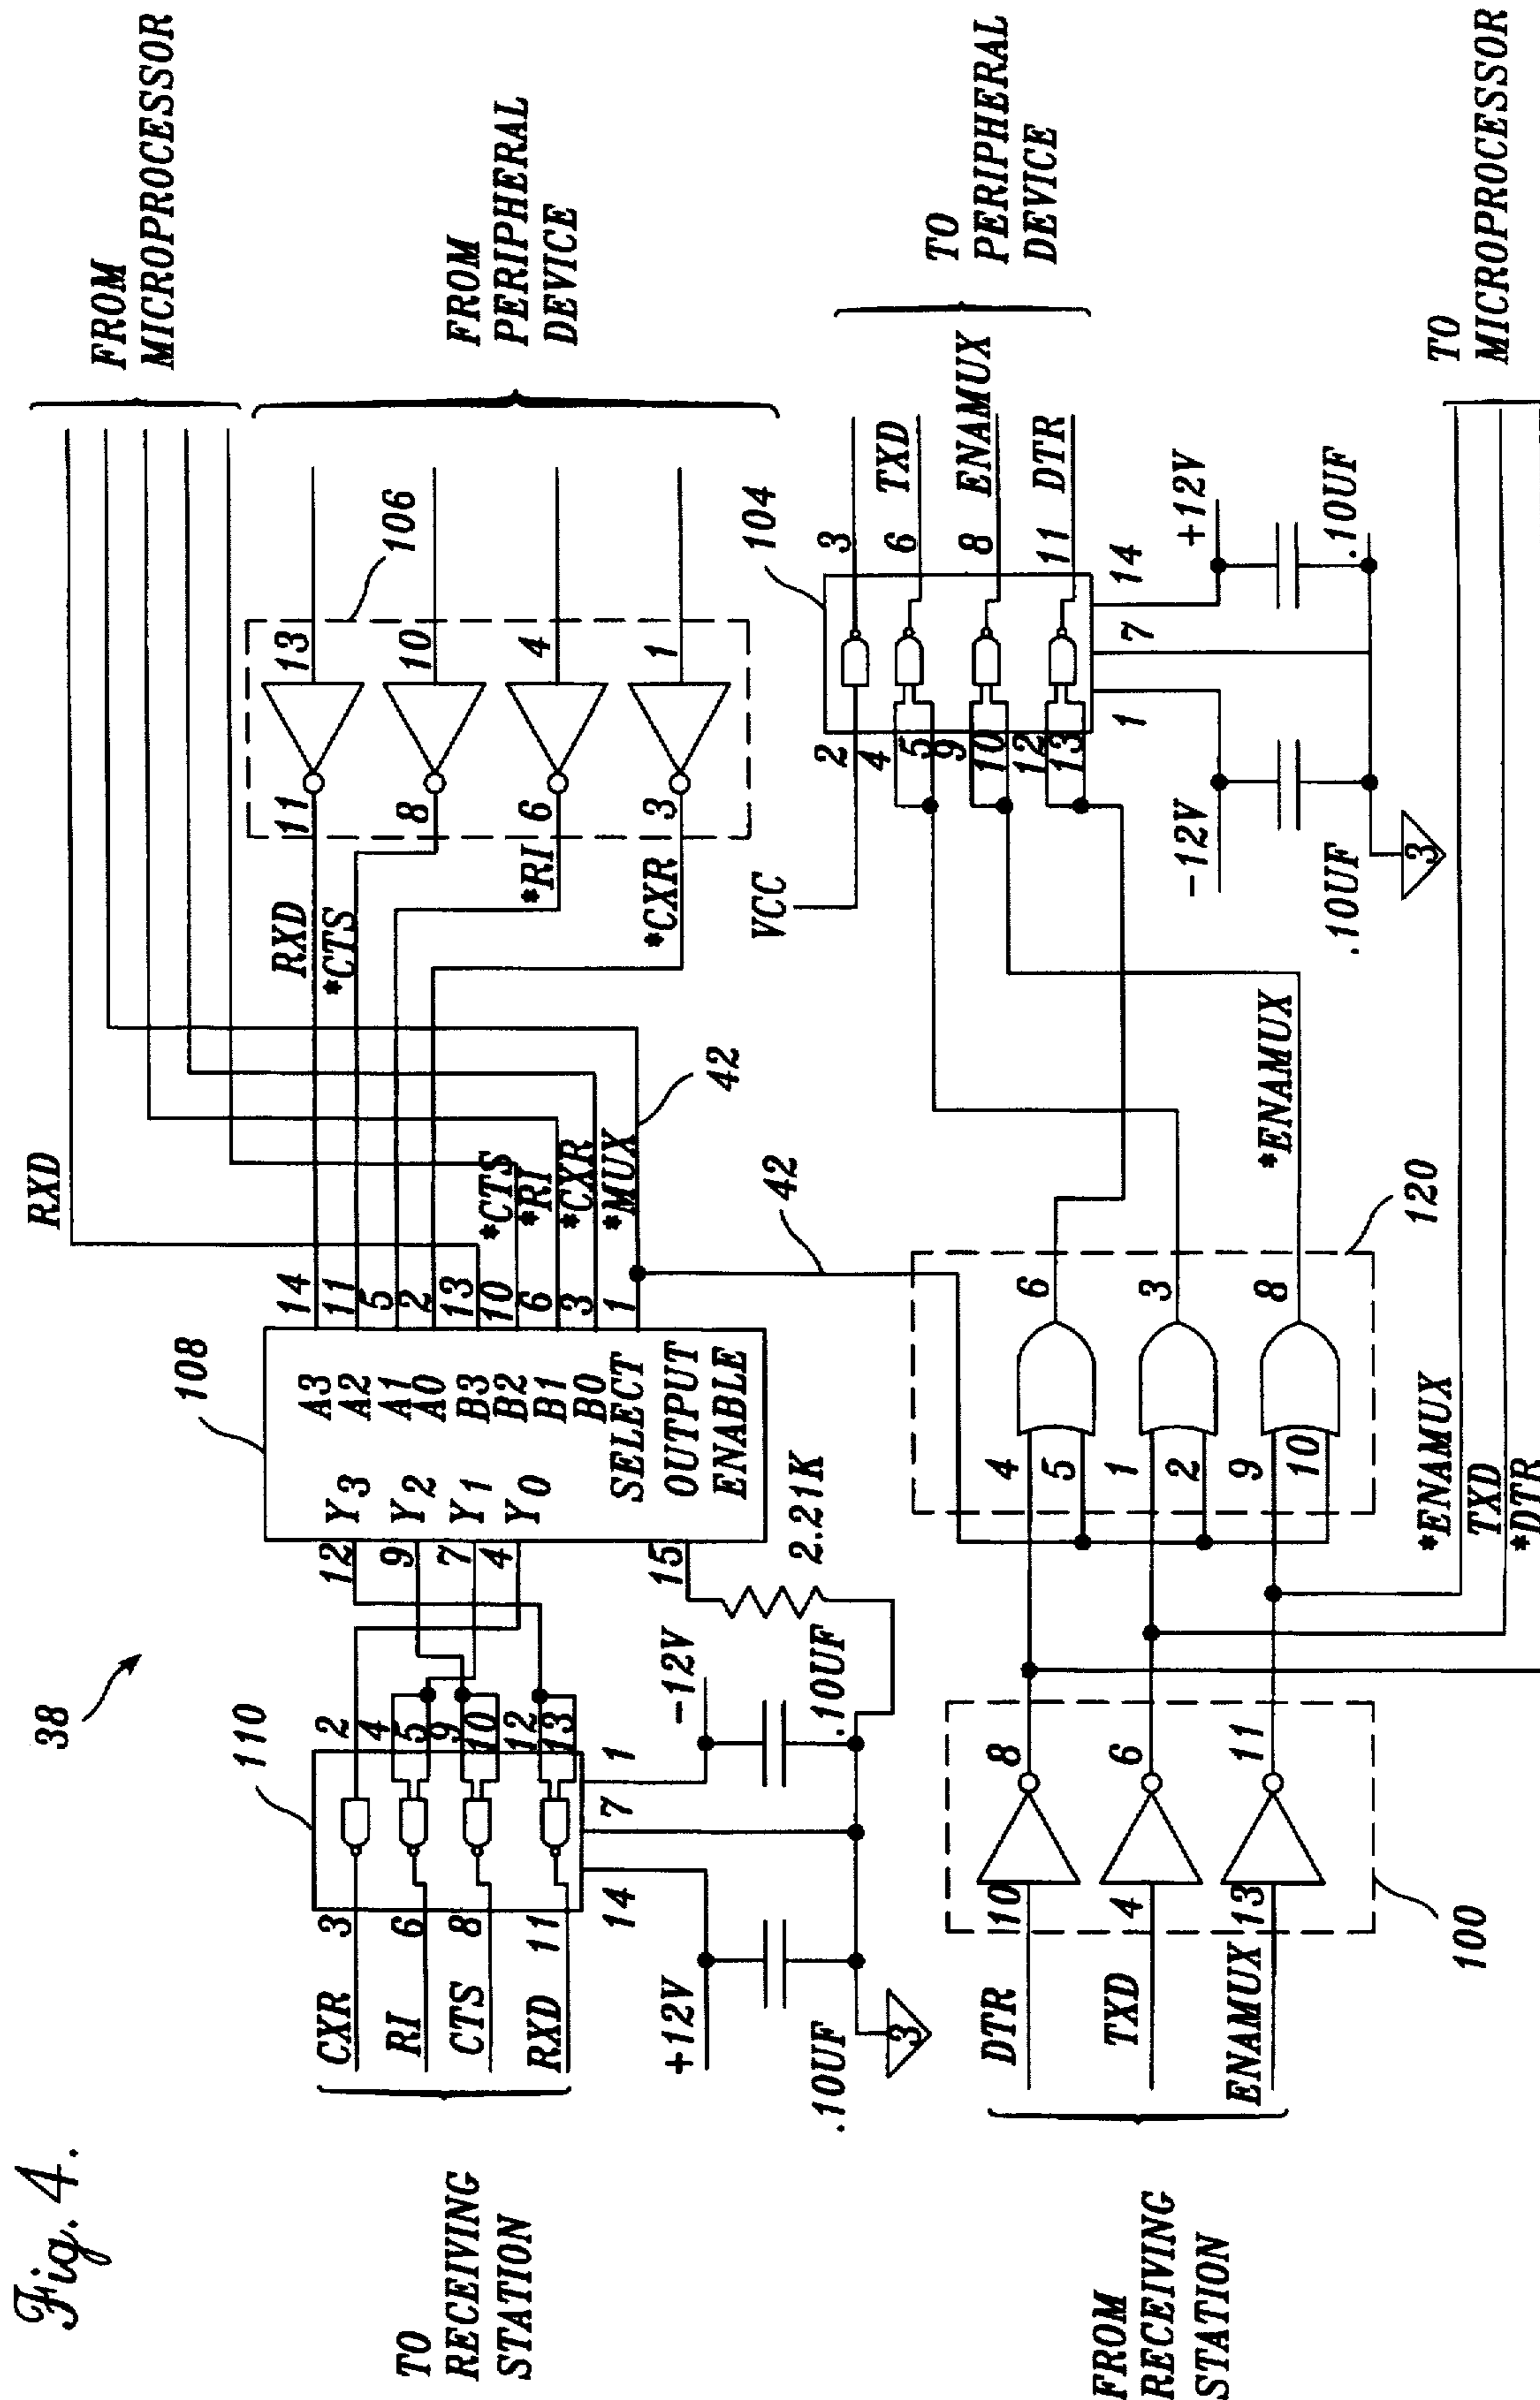 Fig. 4.
38
TO
RECEIVING
STATION
CXR
RI
CTS
RXD
3
6
8
11
110
2
4
5
9
10
12
13
14
7
1
+12V
-12V
.10UF
.10UF
3
2.21K
12
9
7
4
15
108
Y3
Y2
Y1
Y0
A3
A2
A1
A0
B3
B2
B1
B0
SELECT
OUTPUT
ENABLE
14
11
5
2
13
10
6
3
1
RXD
*CTS
*RI
*CXR
*MUX
42
42
RXD
*CTS
*RI
*CXR
11
8
6
3
13
10
4
1
106
FROM
MICROPROCESSOR
FROM
PERIPHERAL
DEVICE
FROM
RECEIVING
STATION
DTR
TXD
ENAMUX
10
4
13
8
6
11
100
4
5
1
2
9
10
6
3
8
120
*ENAMUX
*ENAMUX
TXD
*DTR
VCC
2
4
5
9
10
12
13
104
3
6
8
11
TXD
ENAMUX
DTR
1
7
14
-12V
+12V
.10UF
.10UF
3
TO
PERIPHERAL
DEVICE
TO
MICROPROCESSOR